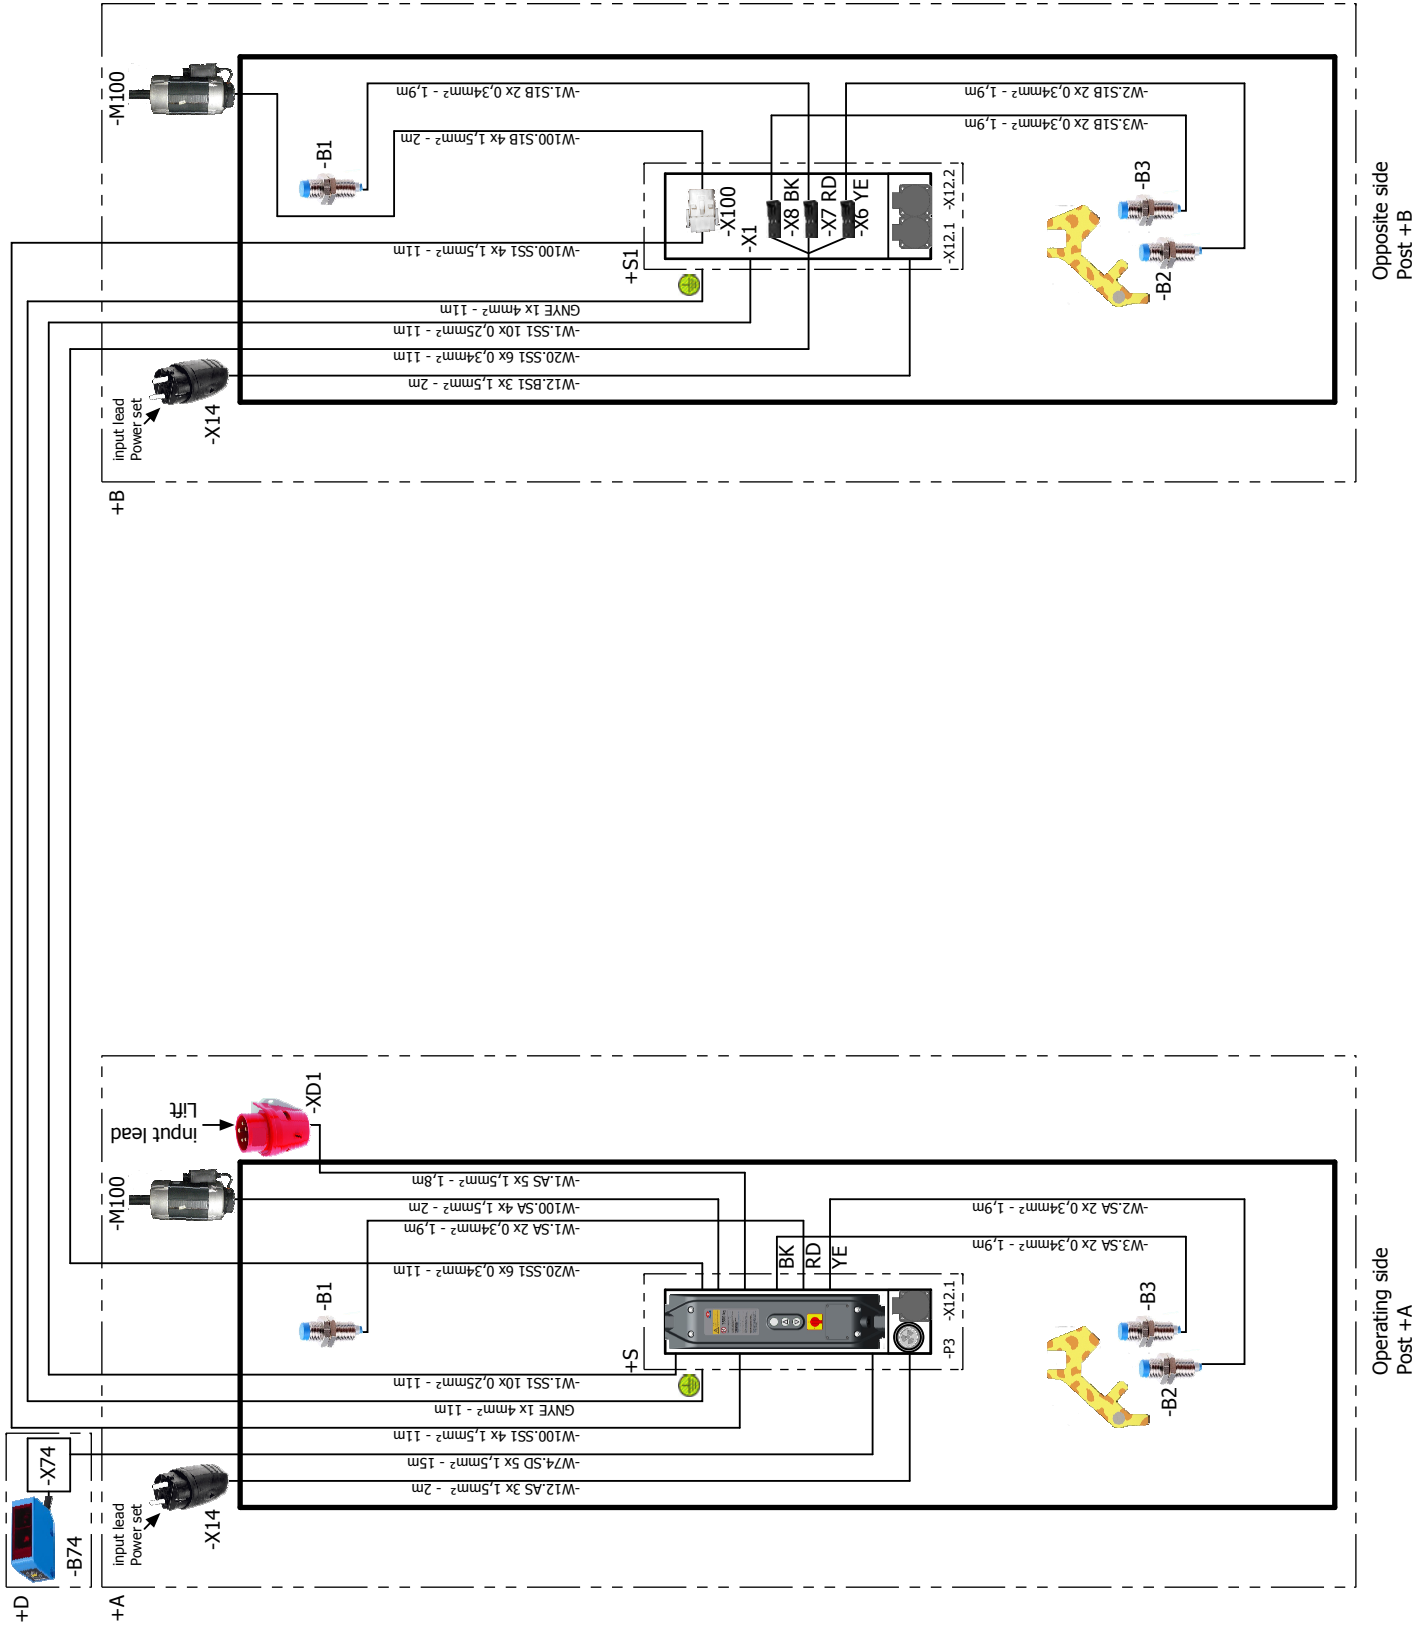 -M100
-B1
-W1.S1B 2x 0,34mm² - 1,9m
-W100.S1B 4x 1,5mm² - 2m
-W2.S1B 2x 0,34mm² - 1,9m
-W3.S1B 2x 0,34mm² - 1,9m
+S1
-X100
-X1
-X8 BK
-X7 RD
-X6 YE
-X12.1
-X12.2
-B3
-B2
-W100.SS1 4x 1,5mm² - 11m
GNYE 1x 4mm² - 11m
-W1.SS1 10x 0,25mm² - 11m
-W20.SS1 6x 0,34mm² - 11m
-W12.BS1 3x 1,5mm² - 2m
input lead
Power set
-X14
+B
Opposite side
Post +B
input lead
Lift
-XD1
-M100
-W1.AS 5x 1,5mm² - 1,8m
-W100.SA 4x 1,5mm² - 2m
-W1.SA 2x 0,34mm² - 1,9m
-W20.SS1 6x 0,34mm² - 11m
-W2.SA 2x 0,34mm² - 1,9m
-W3.SA 2x 0,34mm² - 1,9m
BK
RD
YE
-B1
+S
-P3
-X12.1
-B3
-B2
-W1.SS1 10x 0,25mm² - 11m
GNYE 1x 4mm² - 11m
-W100.SS1 4x 1,5mm² - 11m
-W74.SD 5x 1,5mm² - 15m
-W12.AS 3x 1,5mm² - 2m
input lead
Power set
-X14
-X74
-B74
+D
+A
Operating side
Post +A